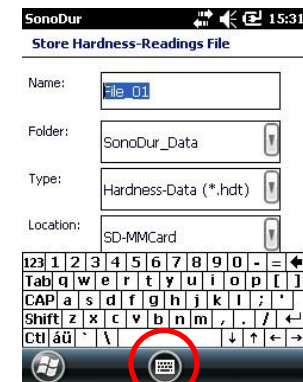 SonoDur 15:31
Store Hardness-Readings File
Name: File_01
Folder: SonoDur_Data
Type: Hardness-Data (*.hdt)
Location: SD-MMCard
123 1 2 3 4 5 6 7 8 9 0 - =
Tab q w e r t y u i o p [ ]
CAP a s d f g h j k l ; '
Shift z x c v b n m , . /
Ctl áü ` \